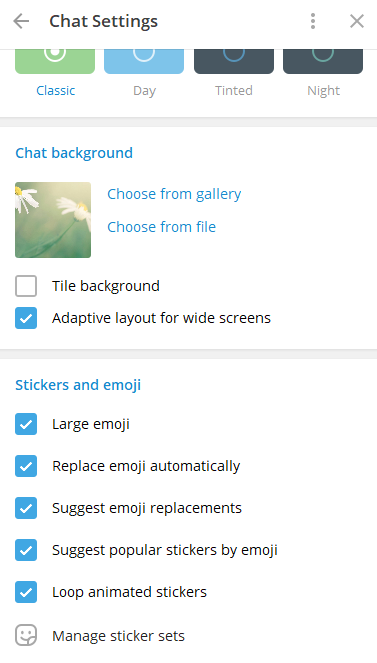 Chat Settings
Classic Day Tinted Night
Chat background
Choose from gallery
Choose from file
Tile background
Adaptive layout for wide screens
Stickers and emoji
Large emoji
Replace emoji automatically
Suggest emoji replacements
Suggest popular stickers by emoji
Loop animated stickers
Manage sticker sets